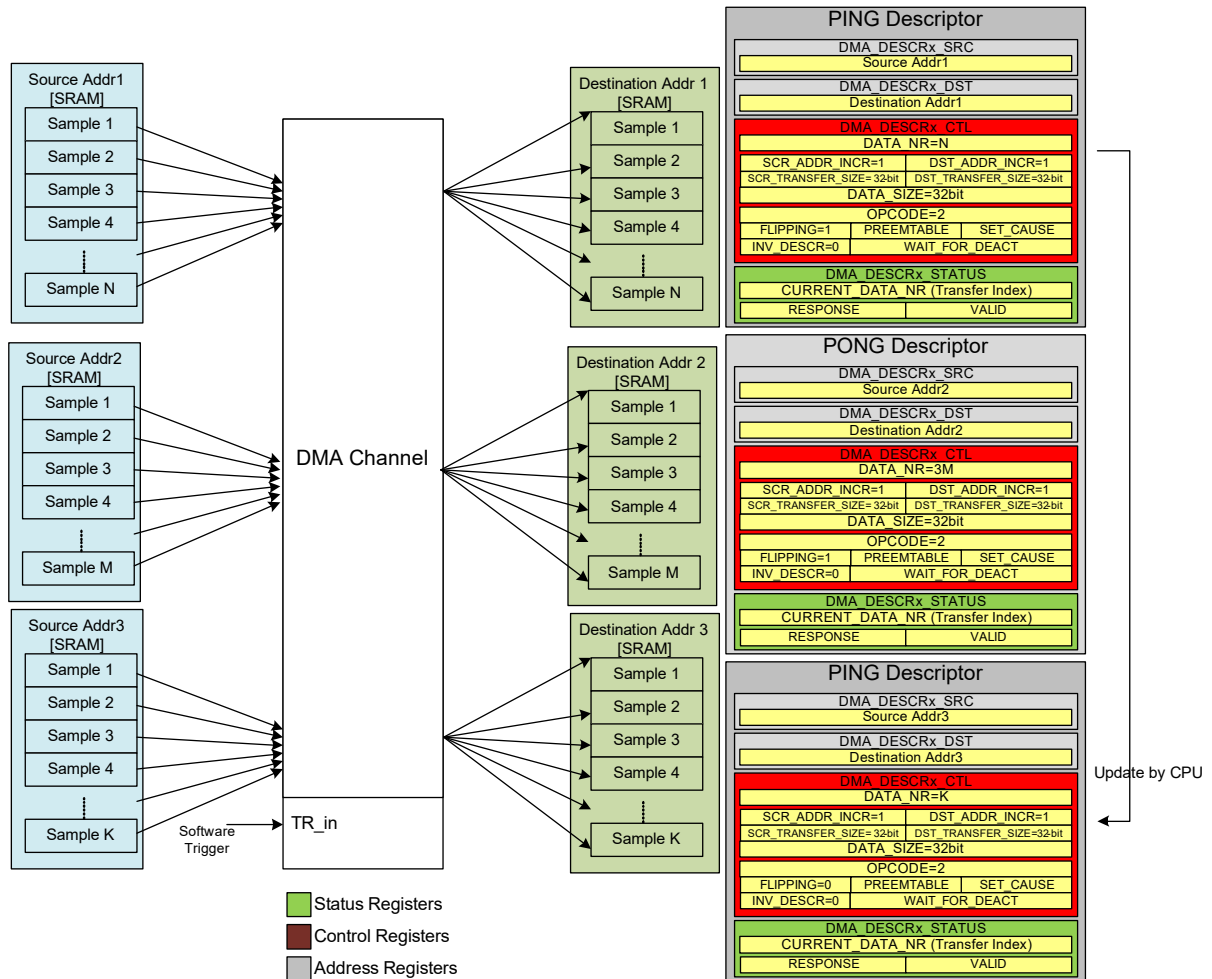 Source Addr1
[SRAM]
Sample 1
Sample 2
Sample 3
Sample 4
Sample N
Source Addr2
[SRAM]
Sample 1
Sample 2
Sample 3
Sample 4
Sample M
Source Addr3
[SRAM]
Sample 1
Sample 2
Sample 3
Sample 4
Sample K
Software
Trigger
DMA Channel
TR_in
Destination Addr 1
[SRAM]
Sample 1
Sample 2
Sample 3
Sample 4
Sample N
Destination Addr 2
[SRAM]
Sample 1
Sample 2
Sample 3
Sample 4
Sample M
Destination Addr 3
[SRAM]
Sample 1
Sample 2
Sample 3
Sample 4
Sample K
PING Descriptor
DMA_DESCRx_SRC
Source Addr1
DMA_DESCRx_DST
Destination Addr1
DMA_DESCRx_CTL
DATA_NR=N
SCR_ADDR_INCR=1 DST_ADDR_INCR=1
SCR_TRANSFER_SIZE=32-bit DST_TRANSFER_SIZE=32-bit
DATA_SIZE=32bit
OPCODE=2
FLIPPING=1 PREEMTABLE SET_CAUSE
INV_DESCR=0 WAIT_FOR_DEACT
DMA_DESCRx_STATUS
CURRENT_DATA_NR (Transfer Index)
RESPONSE VALID
PONG Descriptor
DMA_DESCRx_SRC
Source Addr2
DMA_DESCRx_DST
Destination Addr2
DMA_DESCRx_CTL
DATA_NR=3M
SCR_ADDR_INCR=1 DST_ADDR_INCR=1
SCR_TRANSFER_SIZE=32-bit DST_TRANSFER_SIZE=32-bit
DATA_SIZE=32bit
OPCODE=2
FLIPPING=1 PREEMTABLE SET_CAUSE
INV_DESCR=0 WAIT_FOR_DEACT
DMA_DESCRx_STATUS
CURRENT_DATA_NR (Transfer Index)
RESPONSE VALID
PING Descriptor
DMA_DESCRx_SRC
Source Addr3
DMA_DESCRx_DST
Destination Addr3
DMA_DESCRx_CTL
DATA_NR=K
SCR_ADDR_INCR=1 DST_ADDR_INCR=1
SCR_TRANSFER_SIZE=32-bit DST_TRANSFER_SIZE=32-bit
DATA_SIZE=32bit
OPCODE=2
FLIPPING=0 PREEMTABLE SET_CAUSE
INV_DESCR=0 WAIT_FOR_DEACT
DMA_DESCRx_STATUS
CURRENT_DATA_NR (Transfer Index)
RESPONSE VALID
Update by CPU
Status Registers
Control Registers
Address Registers